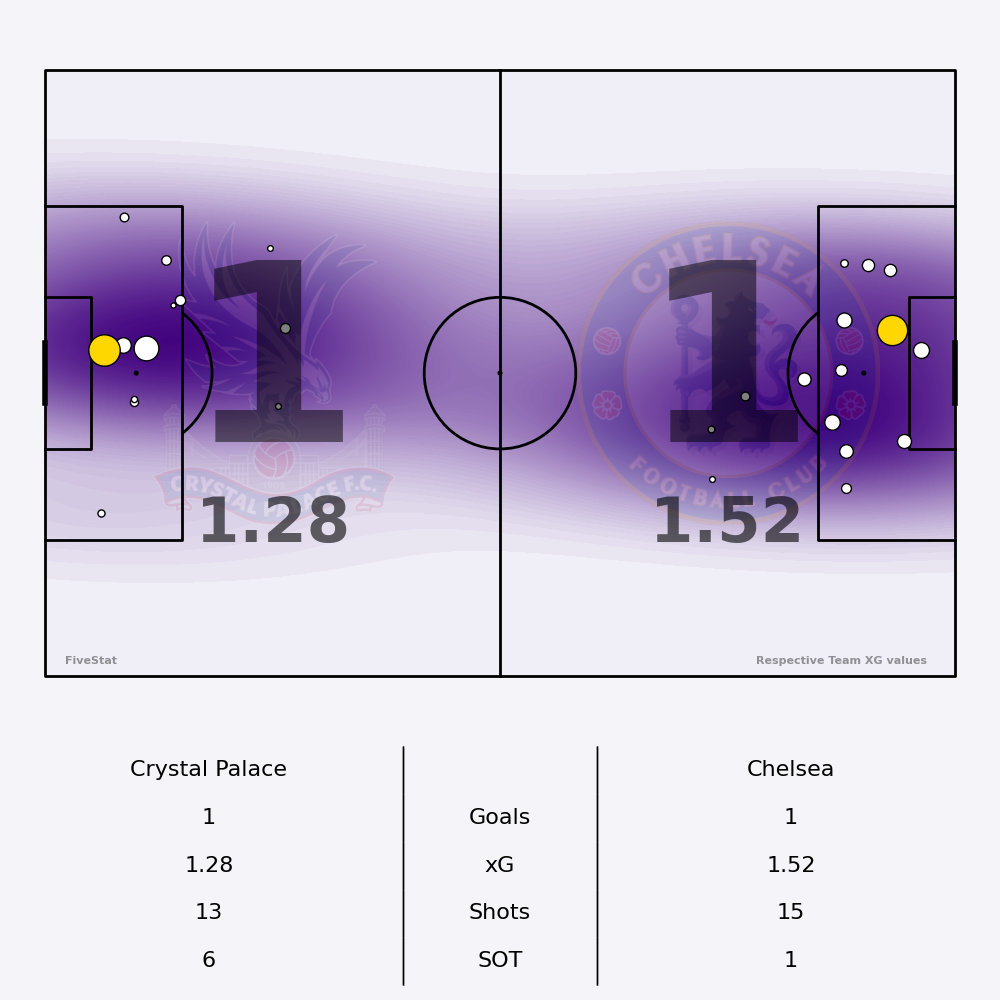 CHELSEA
FOOTBALL CLUB
CRYSTAL PALACE F.C.
1 1
1.28 1.52
FiveStat Respective Team XG values
Crystal Palace Chelsea
1 Goals 1
1.28 xG 1.52
13 Shots 15
6 SOT 1